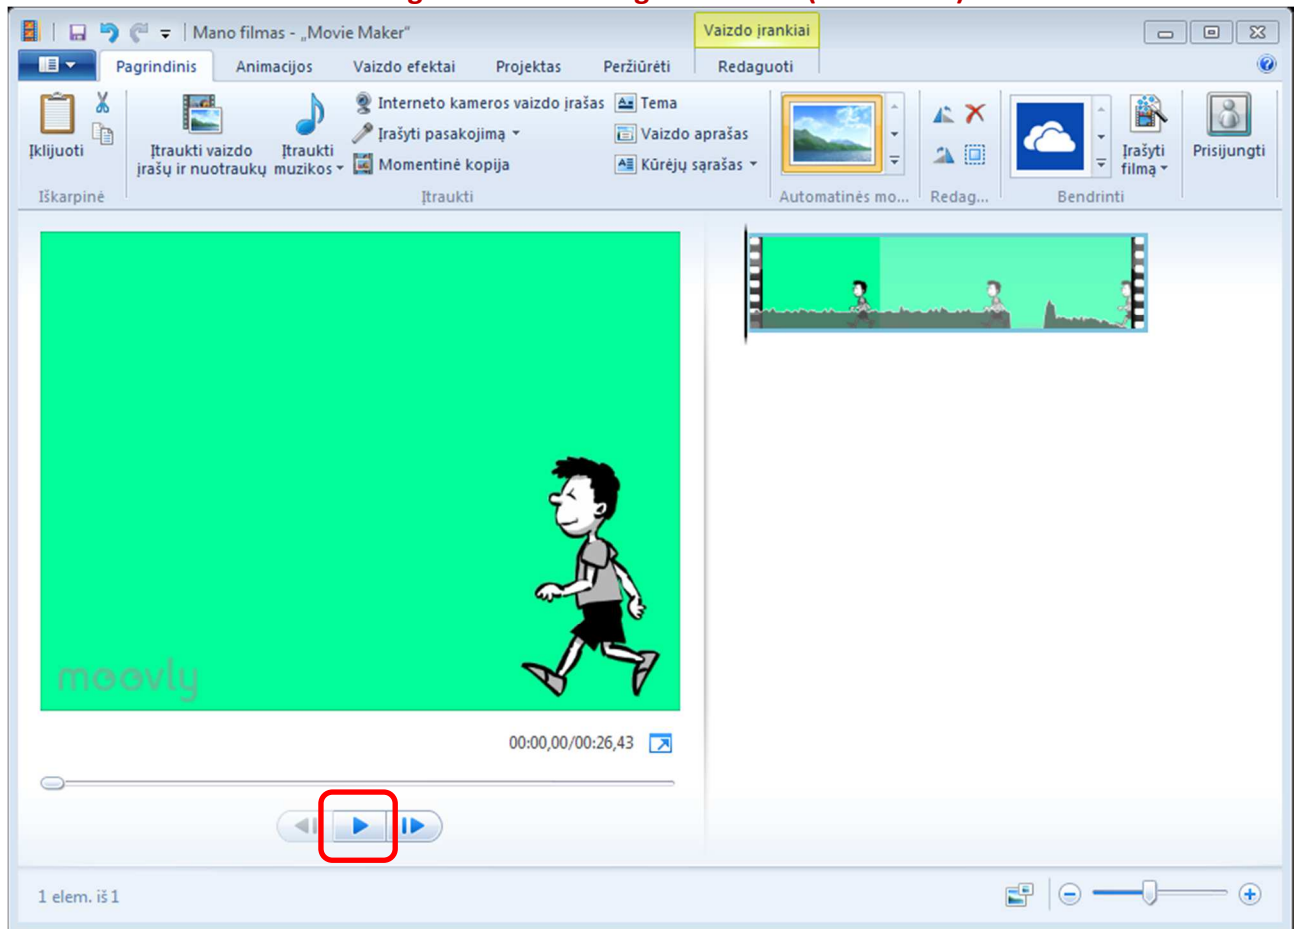 Mano filmas - „Movie Maker“
Vaizdo įrankiai
Pagrindinis Animacijos Vaizdo efektai Projektas Peržiūrėti Redaguoti
Įklijuoti
Įtraukti vaizdo
įrašų ir nuotraukų
Įtraukti
muzikos
Interneto kameros vaizdo įrašas
Įrašyti pasakojimą
Momentinė kopija
Tema
Vaizdo aprašas
Kūrėjų sąrašas
Įrašyti
filmą
Prisijungti
Iškarpinė
Įtraukti
Automatinės mo...
Redag...
Bendrinti
moovly
00:00,00/00:26,43
1 elem. iš 1